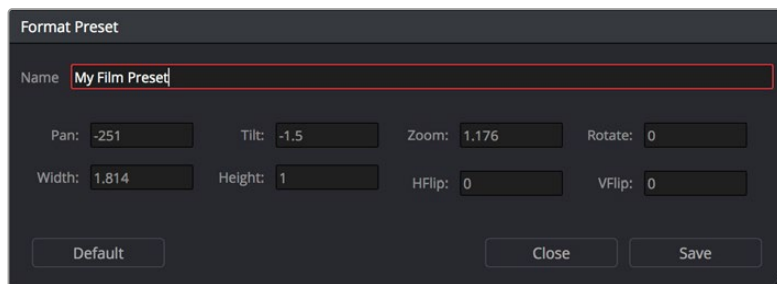 Format Preset
Name My Film Preset
Pan: -251 Tilt: -1.5 Zoom: 1.176 Rotate: 0
Width: 1.814 Height: 1 HFlip: 0 VFlip: 0
Default Close Save